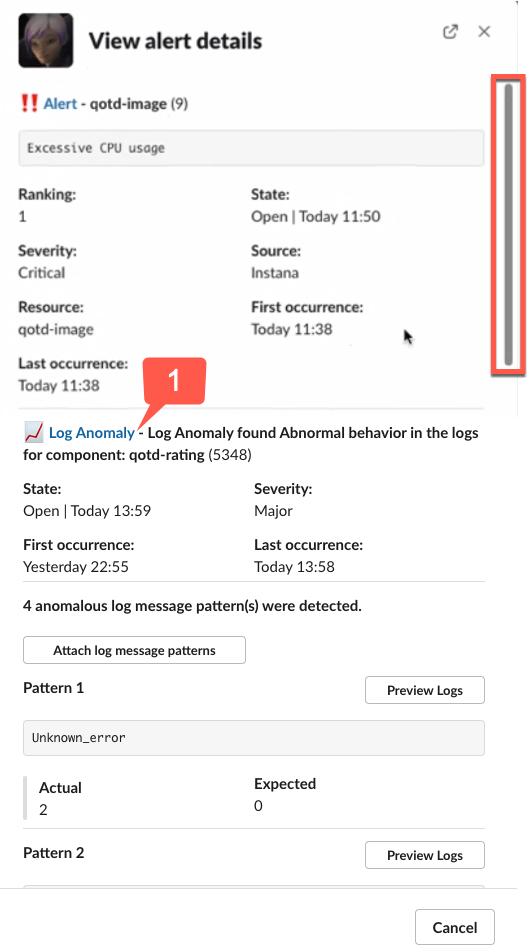 View alert details
Alert - qotd-image (9)
Excessive CPU usage
Ranking: State:
1 Open | Today 11:50
Severity: Source:
Critical Instana
Resource: First occurrence:
qotd-image Today 11:38
Last occurrence:
Today 11:38
1
Log Anomaly - Log Anomaly found Abnormal behavior in the logs
for component: qotd-rating (5348)
State: Severity:
Open | Today 13:59 Major
First occurrence: Last occurrence:
Yesterday 22:55 Today 13:58
4 anomalous log message pattern(s) were detected.
Attach log message patterns
Pattern 1 Preview Logs
Unknown_error
Actual Expected
2 0
Pattern 2 Preview Logs
Cancel